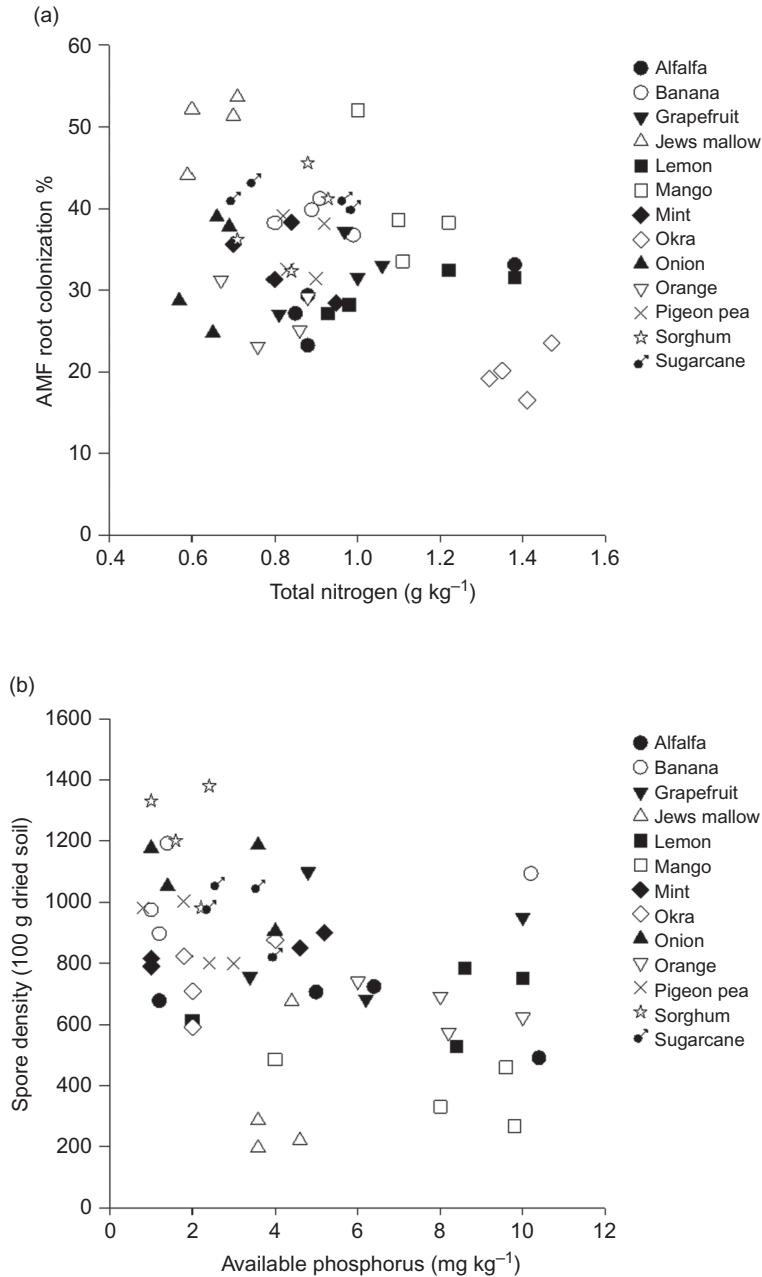 (a)
60
50
40
30
20
10
0
AMF root colonization %
0.4 0.6 0.8 1.0 1.2 1.4 1.6
Total nitrogen (g kg–1)
Alfalfa
Banana
Grapefruit
Jews mallow
Lemon
Mango
Mint
Okra
Onion
Orange
Pigeon pea
Sorghum
Sugarcane
(b)
1600
1400
1200
1000
800
600
400
200
0
Spore density (100 g dried soil)
0 2 4 6 8 10 12
Available phosphorus (mg kg–1)
Alfalfa
Banana
Grapefruit
Jews mallow
Lemon
Mango
Mint
Okra
Onion
Orange
Pigeon pea
Sorghum
Sugarcane